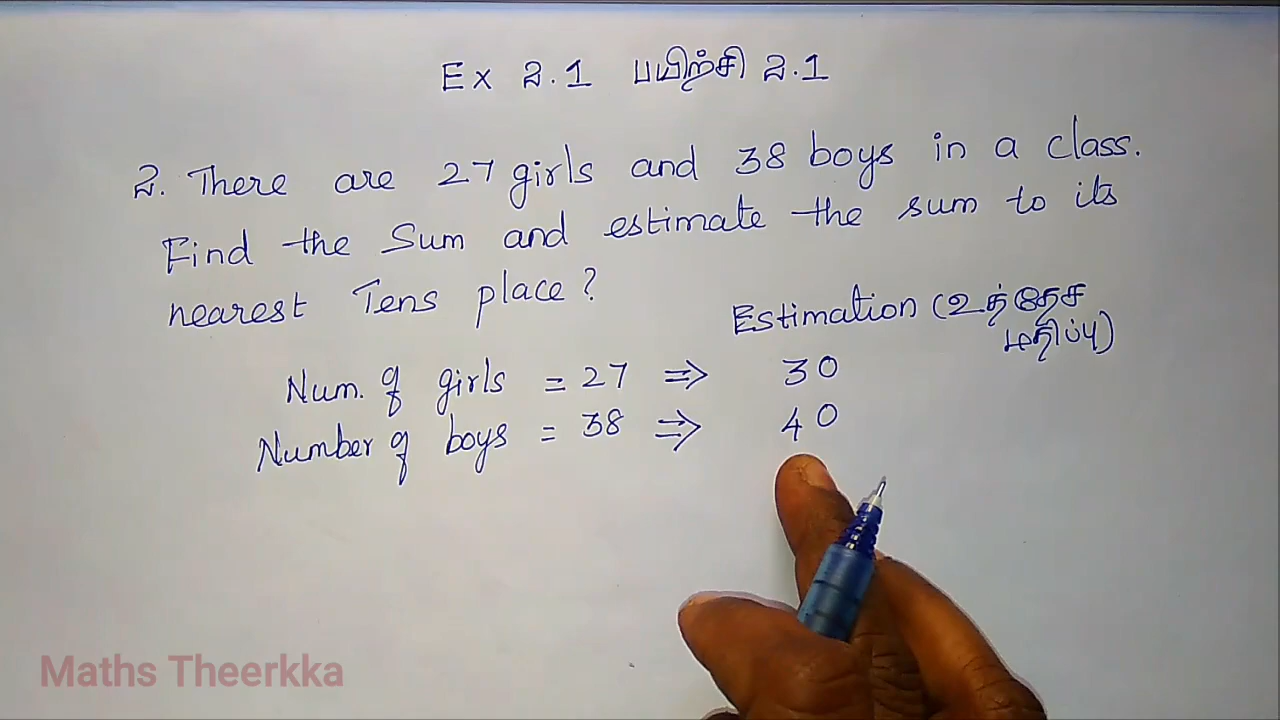 Ex 2.1 பயிற்சி 2.1
2. There are 27 girls and 38 boys in a class.
Find the Sum and estimate the sum to its
nearest Tens place?
Estimation (உத்தேச
மதிப்பு)
Num. of girls = 27 ⇒ 30
Number of boys = 38 ⇒ 40
Maths Theerkka